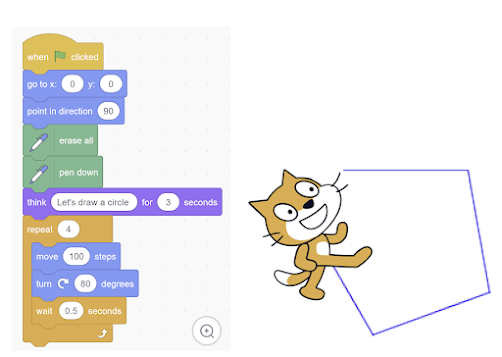 when clicked
go to x: 0 y: 0
point in direction 90
erase all
pen down
think Let's draw a circle for 3 seconds
repeat 4
move 100 steps
turn 80 degrees
wait 0.5 seconds